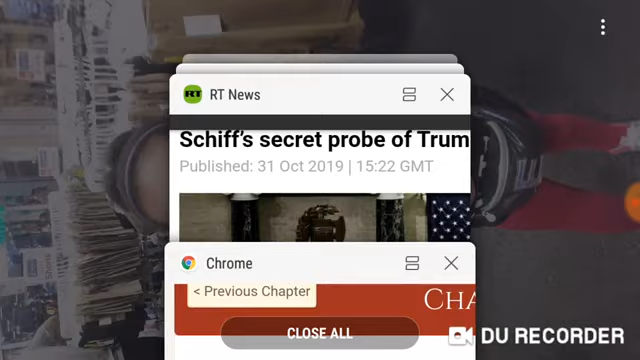 RT RT News
Schiff's secret probe of Trum
Published: 31 Oct 2019 | 15:22 GMT
Chrome
< Previous Chapter
CHA
CLOSE ALL
DU RECORDER